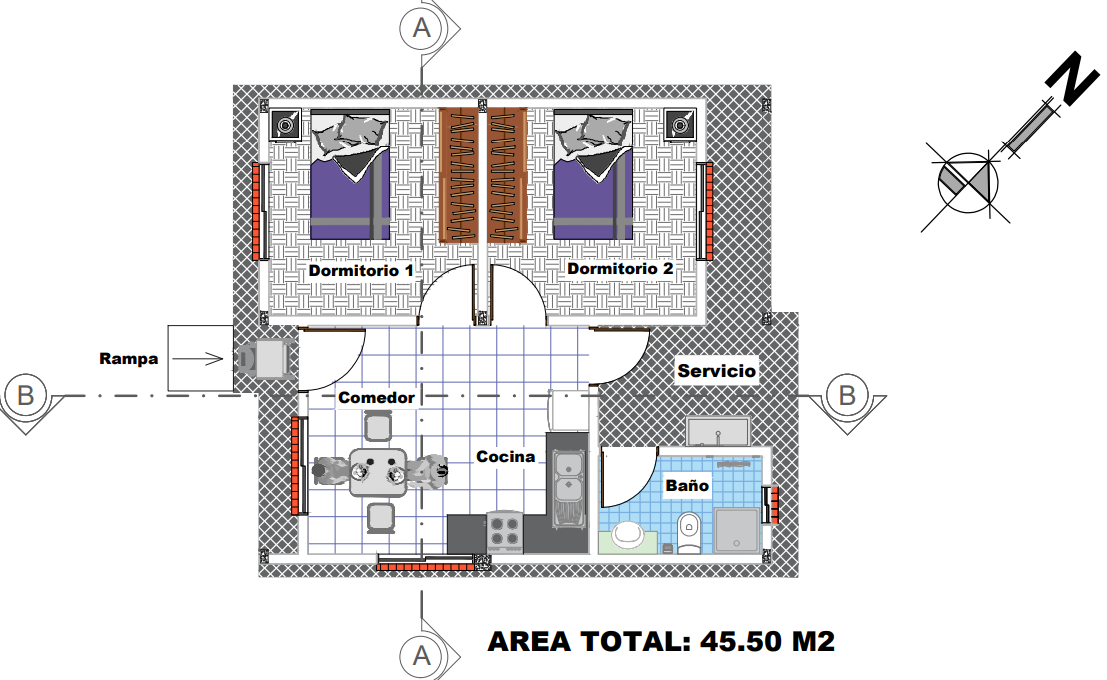 A
N
Dormitorio 1
Dormitorio 2
Rampa
Servicio
B
B
Comedor
Cocina
Baño
AREA TOTAL: 45.50 M2
A